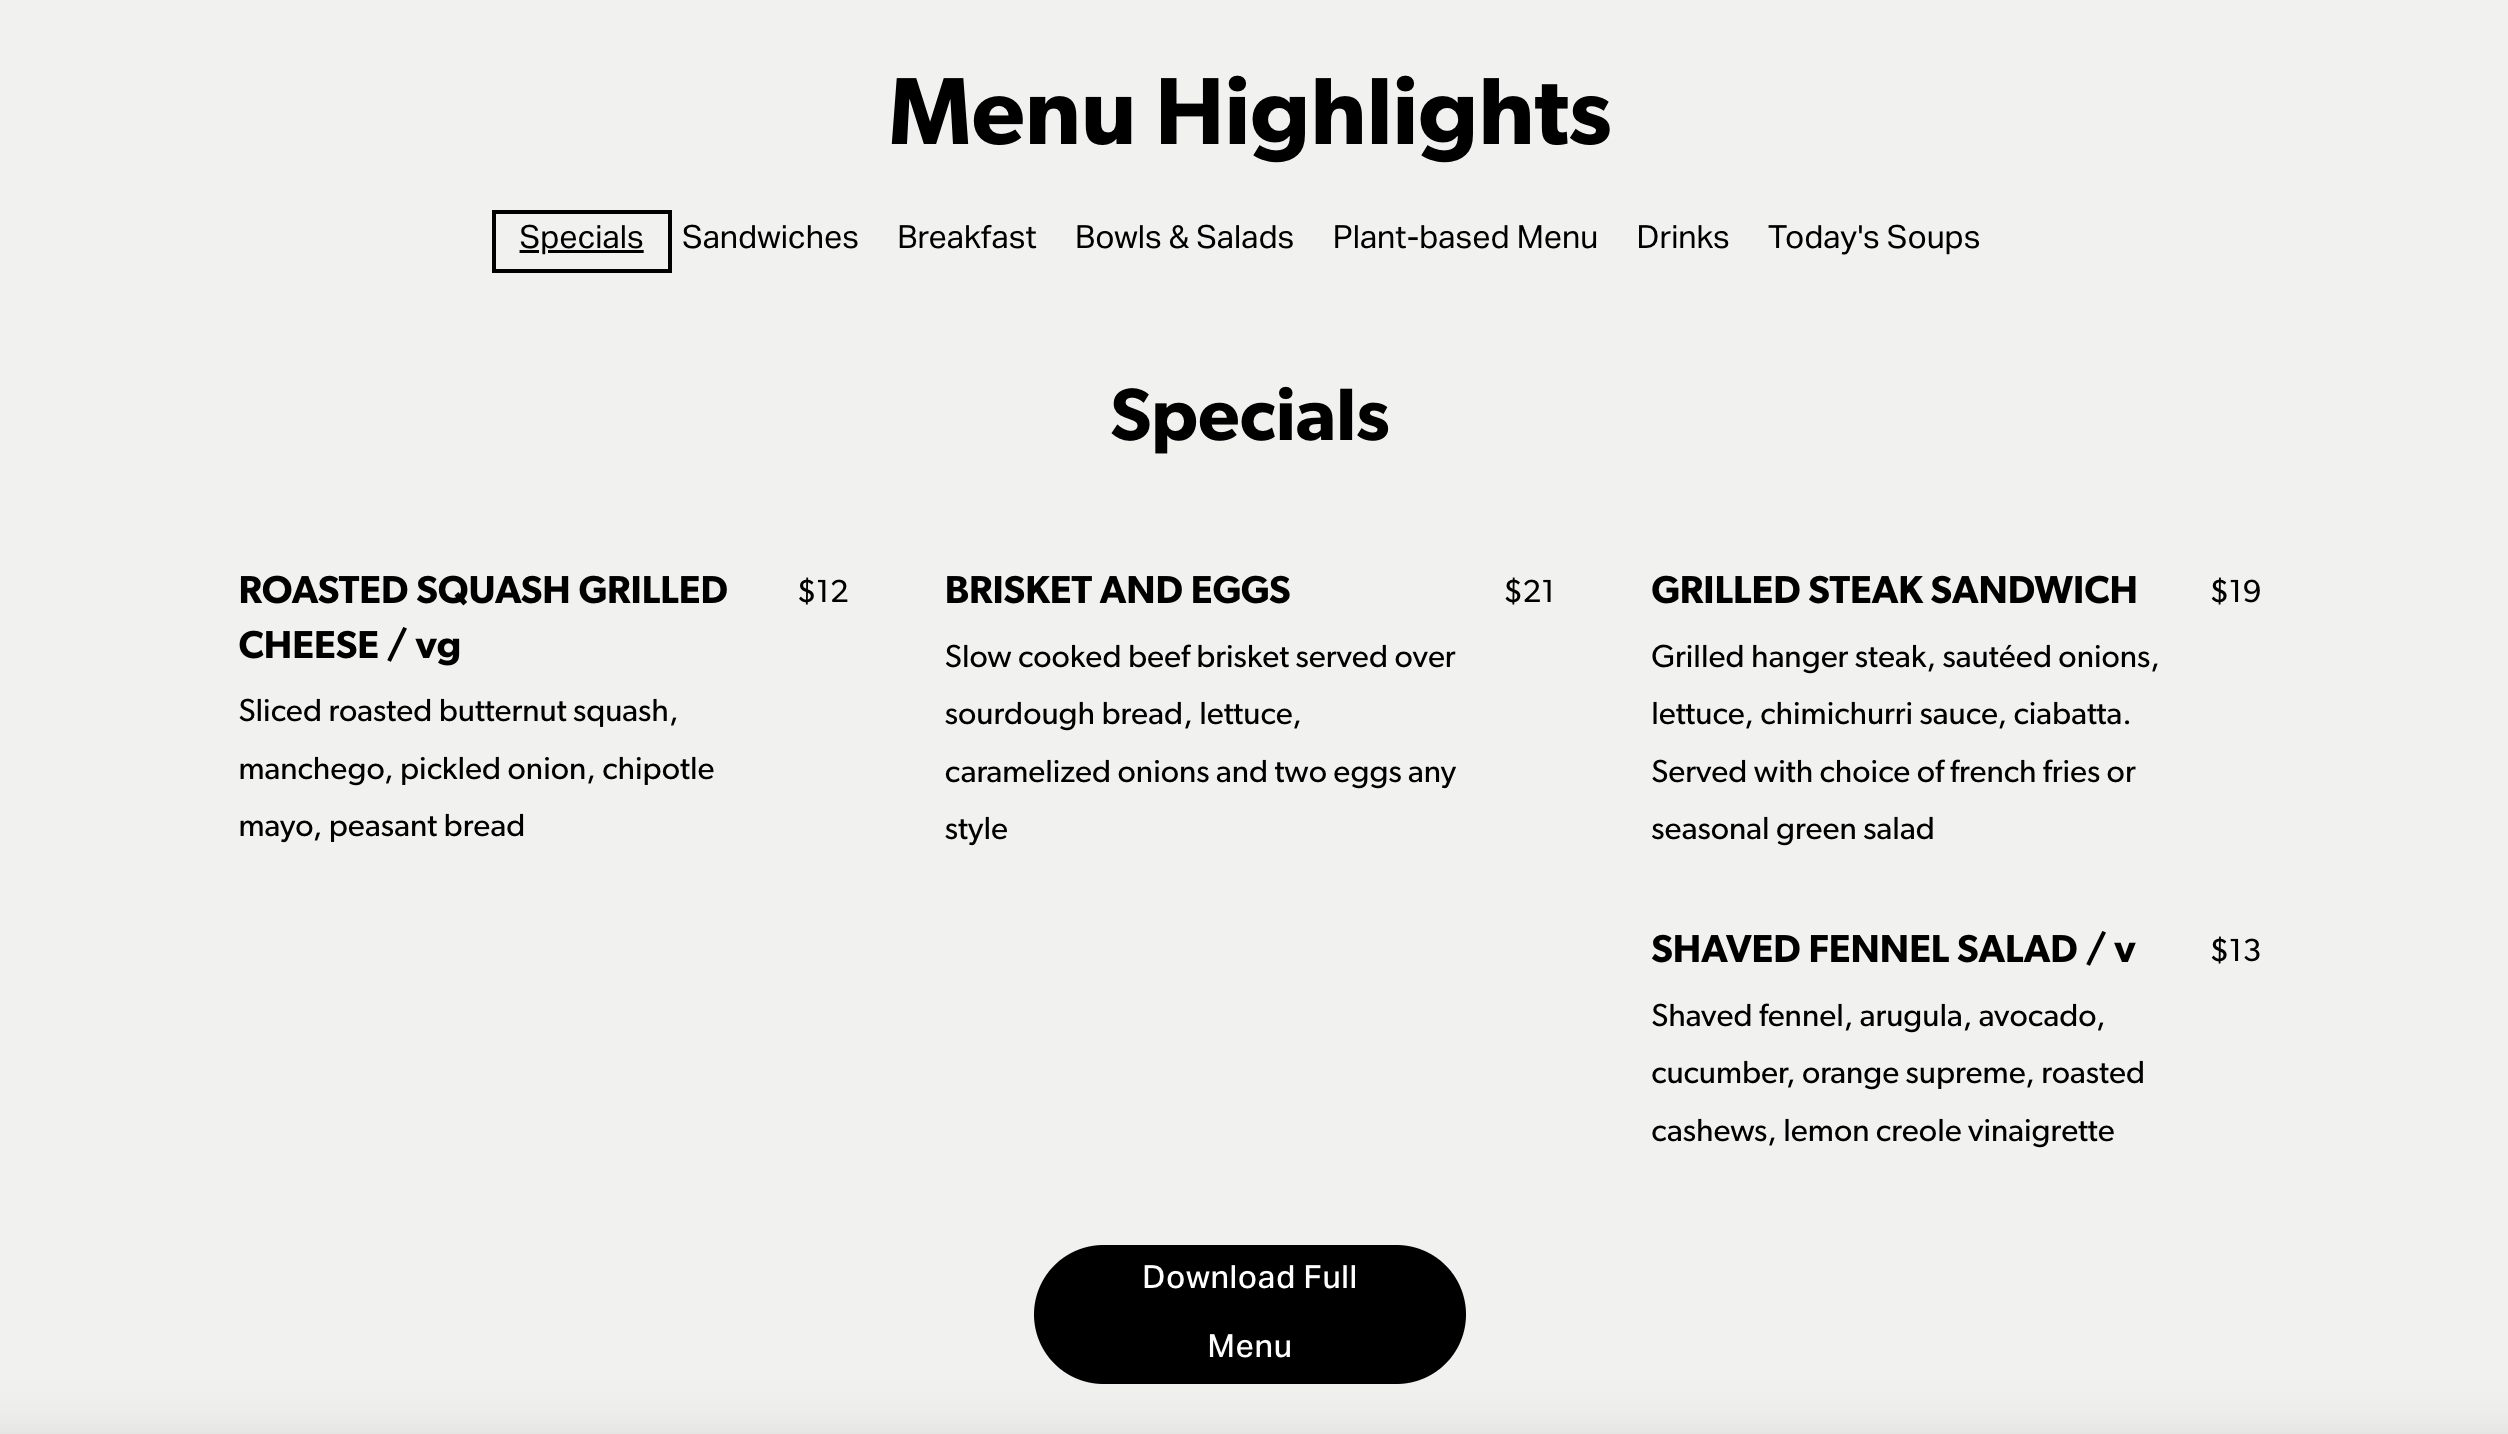 Menu Highlights
Specials Sandwiches Breakfast Bowls & Salads Plant-based Menu Drinks Today's Soups
Specials
ROASTED SQUASH GRILLED $12
CHEESE / vg
Sliced roasted butternut squash,
manchego, pickled onion, chipotle
mayo, peasant bread
BRISKET AND EGGS $21
Slow cooked beef brisket served over
sourdough bread, lettuce,
caramelized onions and two eggs any
style
GRILLED STEAK SANDWICH $19
Grilled hanger steak, sautéed onions,
lettuce, chimichurri sauce, ciabatta.
Served with choice of french fries or
seasonal green salad
SHAVED FENNEL SALAD / v $13
Shaved fennel, arugula, avocado,
cucumber, orange supreme, roasted
cashews, lemon creole vinaigrette
Download Full
Menu